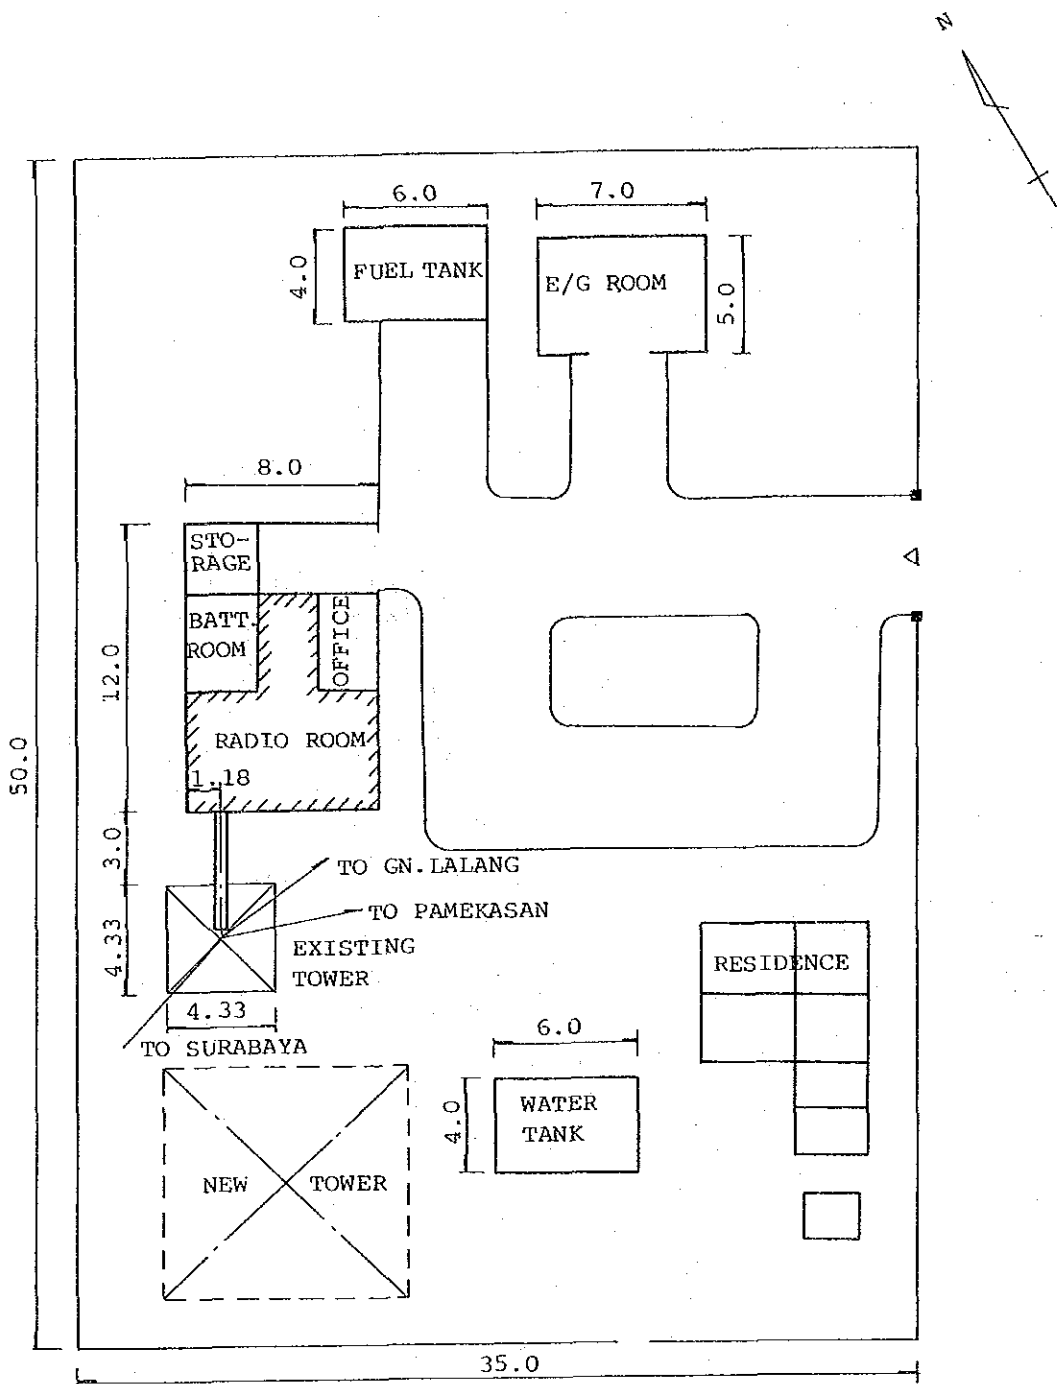 N
6.0
7.0
4.0
FUEL TANK
E/G ROOM
5.0
8.0
STO-
RAGE
BATT.
ROOM
OFFICE
12.0
RADIO ROOM
1.18
50.0
3.0
TO GN.LALANG
TO PAMEKASAN
4.33
EXISTING
TOWER
RESIDENCE
4.33
TO SURABAYA
6.0
4.0
WATER
TANK
NEW TOWER
35.0